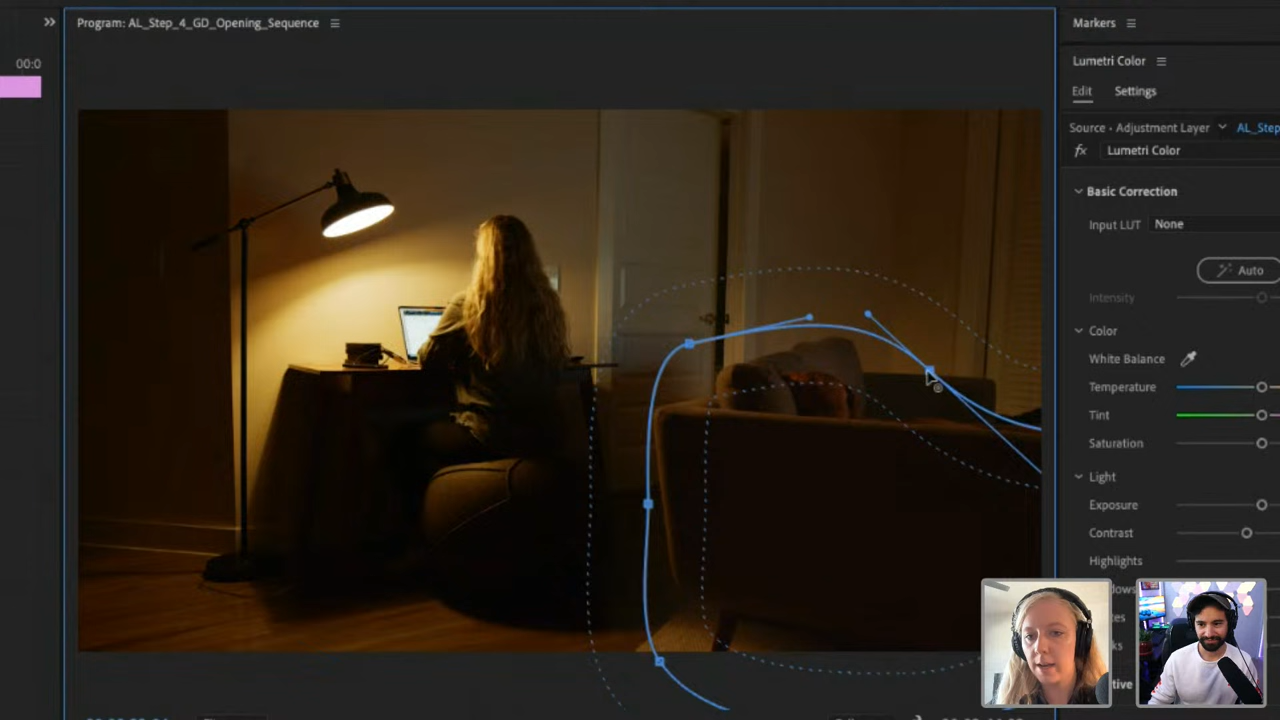 Program: AL_Step_4_GD_Opening_Sequence
00:0
Markers
Lumetri Color
Edit Settings
Source · Adjustment Layer AL_Step
fx Lumetri Color
Basic Correction
Input LUT None
Auto
Intensity
Color
White Balance
Temperature
Tint
Saturation
Light
Exposure
Contrast
Highlights